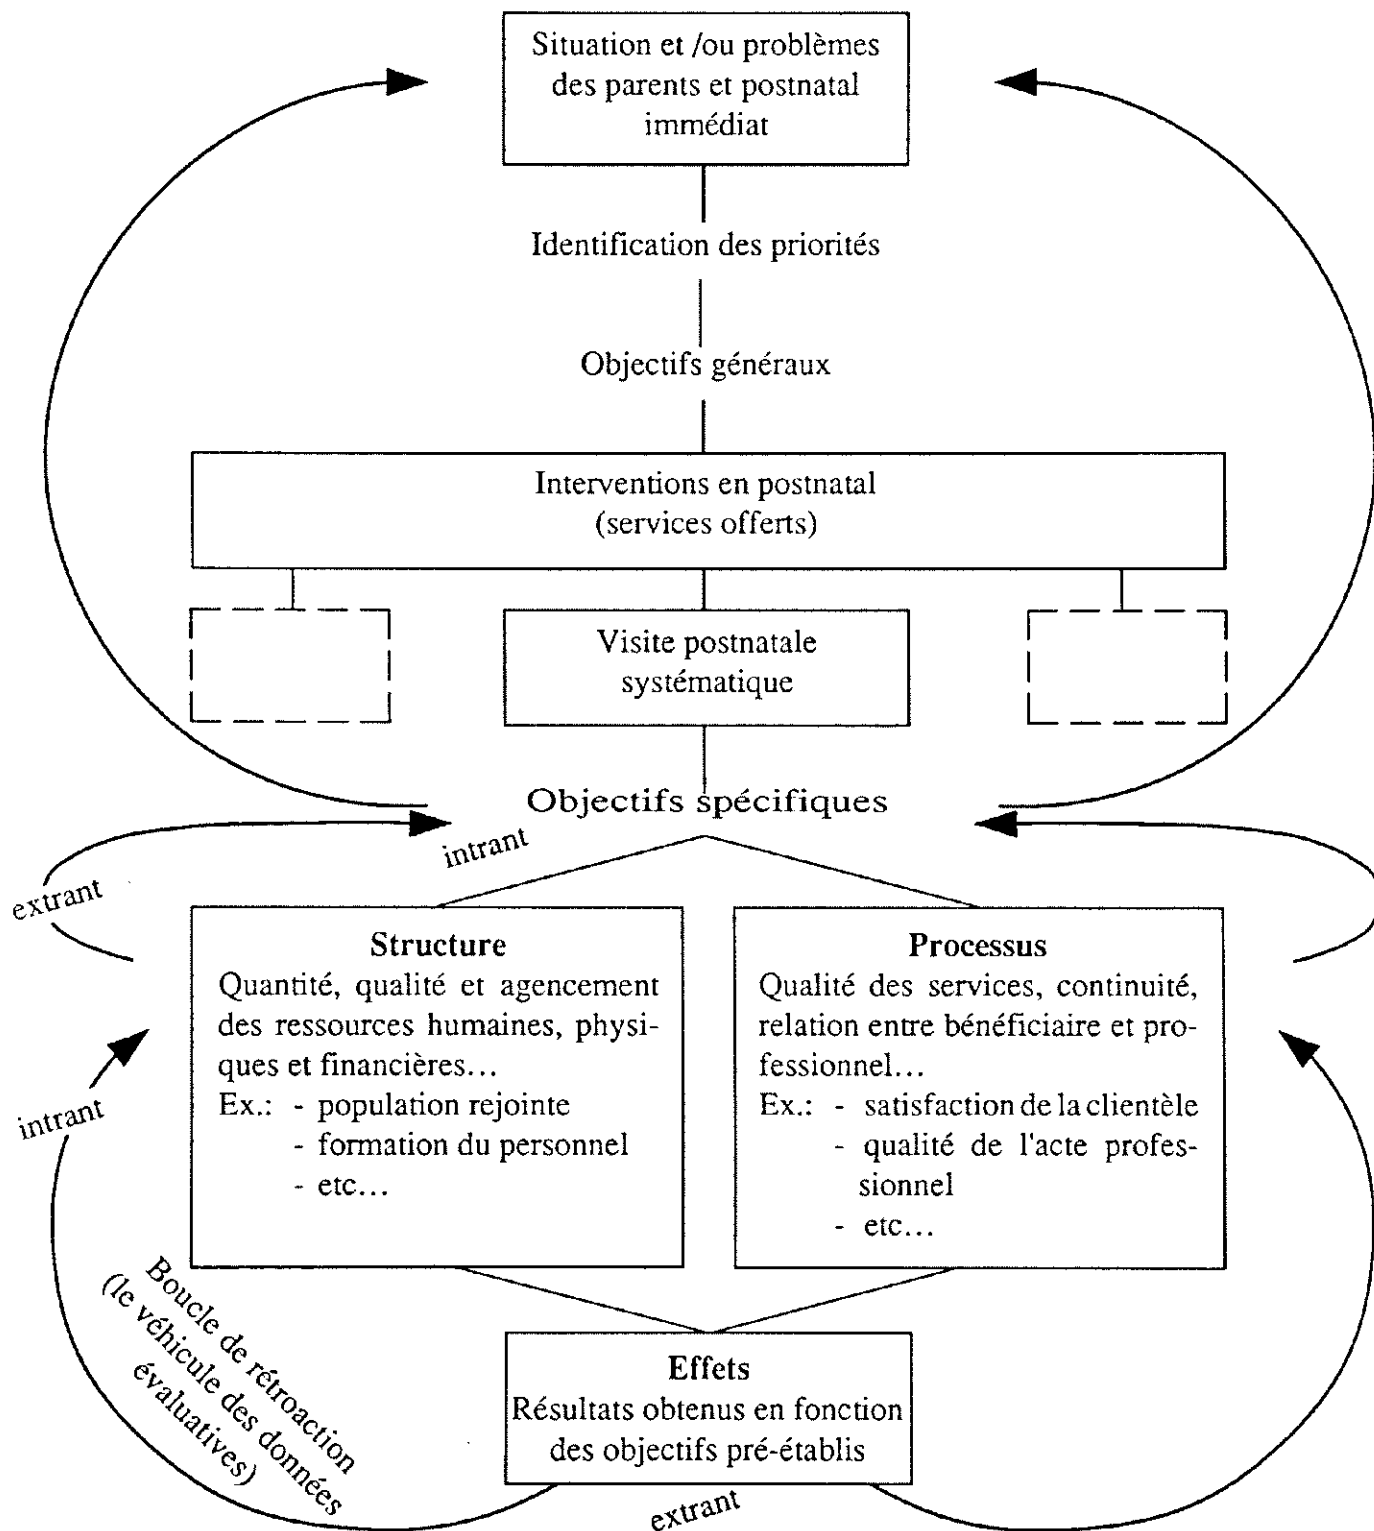 Situation et /ou problèmes
des parents et postnatal
immédiat
Identification des priorités
Objectifs généraux
Interventions en postnatal
(services offerts)
Visite postnatale
systématique
Objectifs spécifiques
intrant
extrant
Structure
Quantité, qualité et agencement
des ressources humaines, physi-
ques et financières...
Ex.: - population rejointe
- formation du personnel
- etc...
Processus
Qualité des services, continuité,
relation entre bénéficiaire et pro-
fessionnel...
Ex.: - satisfaction de la clientèle
- qualité de l'acte profes-
sionnel
- etc...
intrant
Boucle de rétroaction
(le véhicule des données
évaluatives)
Effets
Résultats obtenus en fonction
des objectifs pré-établis
extrant